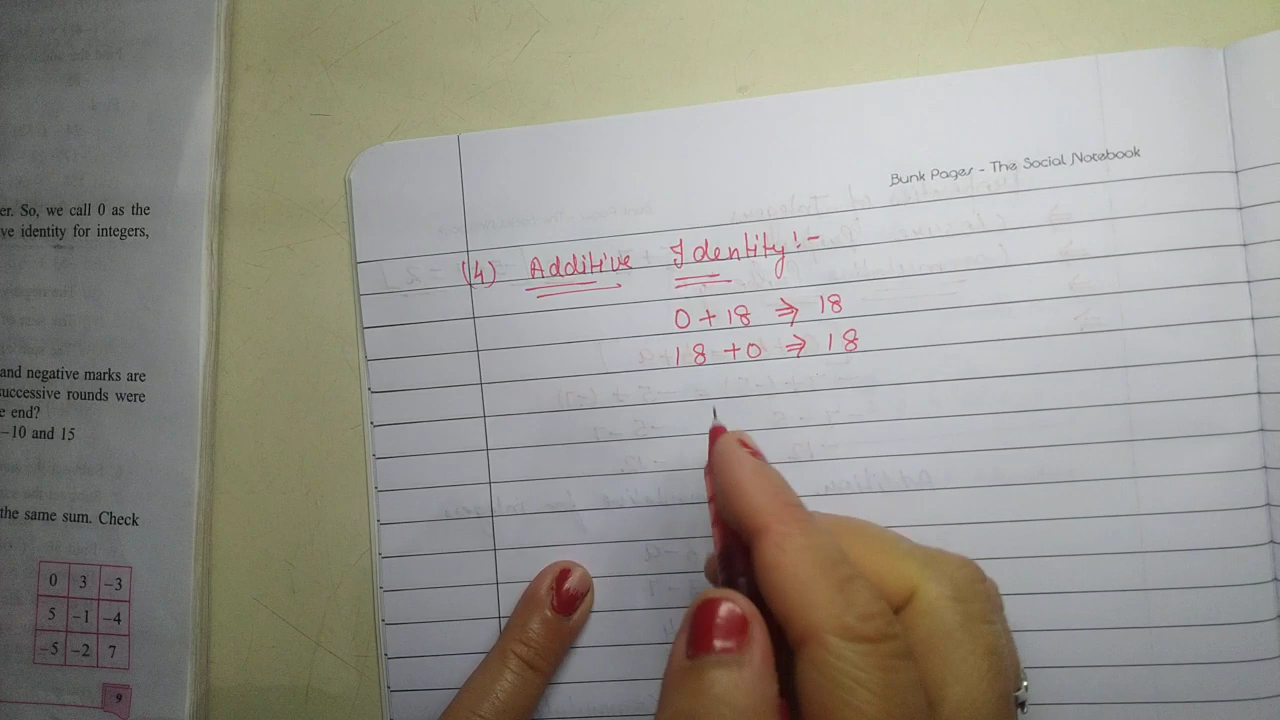 er. So, we call 0 as the
ve identity for integers,
and negative marks are
successive rounds were
e end?
−10 and 15
the same sum. Check
0 3 −3
5 −1 −4
−5 −2 7
9
Bunk Pages - The Social Notebook
(4) Additive Identity:-
0 + 18 ⇒ 18
18 + 0 ⇒ 18